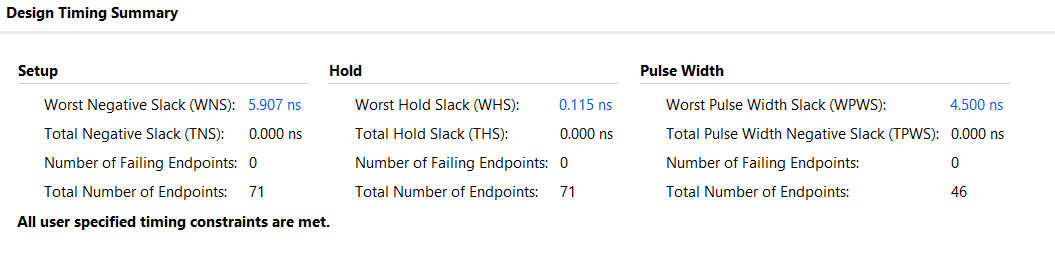 Design Timing Summary
Setup Hold Pulse Width
Worst Negative Slack (WNS): 5.907 ns Worst Hold Slack (WHS): 0.115 ns Worst Pulse Width Slack (WPWS): 4.500 ns
Total Negative Slack (TNS): 0.000 ns Total Hold Slack (THS): 0.000 ns Total Pulse Width Negative Slack (TPWS): 0.000 ns
Number of Failing Endpoints: 0 Number of Failing Endpoints: 0 Number of Failing Endpoints: 0
Total Number of Endpoints: 71 Total Number of Endpoints: 71 Total Number of Endpoints: 46
All user specified timing constraints are met.